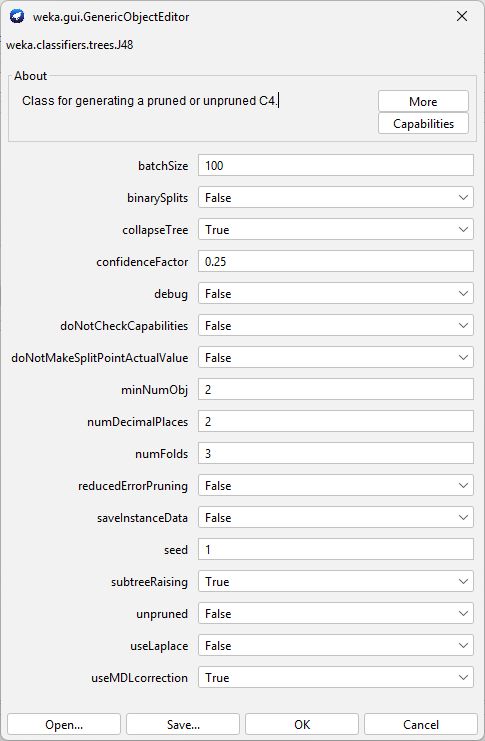 weka.gui.GenericObjectEditor
weka.classifiers.trees.J48
About
Class for generating a pruned or unpruned C4.
More
Capabilities
batchSize 100
binarySplits False
collapseTree True
confidenceFactor 0.25
debug False
doNotCheckCapabilities False
doNotMakeSplitPointActualValue False
minNumObj 2
numDecimalPlaces 2
numFolds 3
reducedErrorPruning False
saveInstanceData False
seed 1
subtreeRaising True
unpruned False
useLaplace False
useMDLcorrection True
Open... Save... OK Cancel